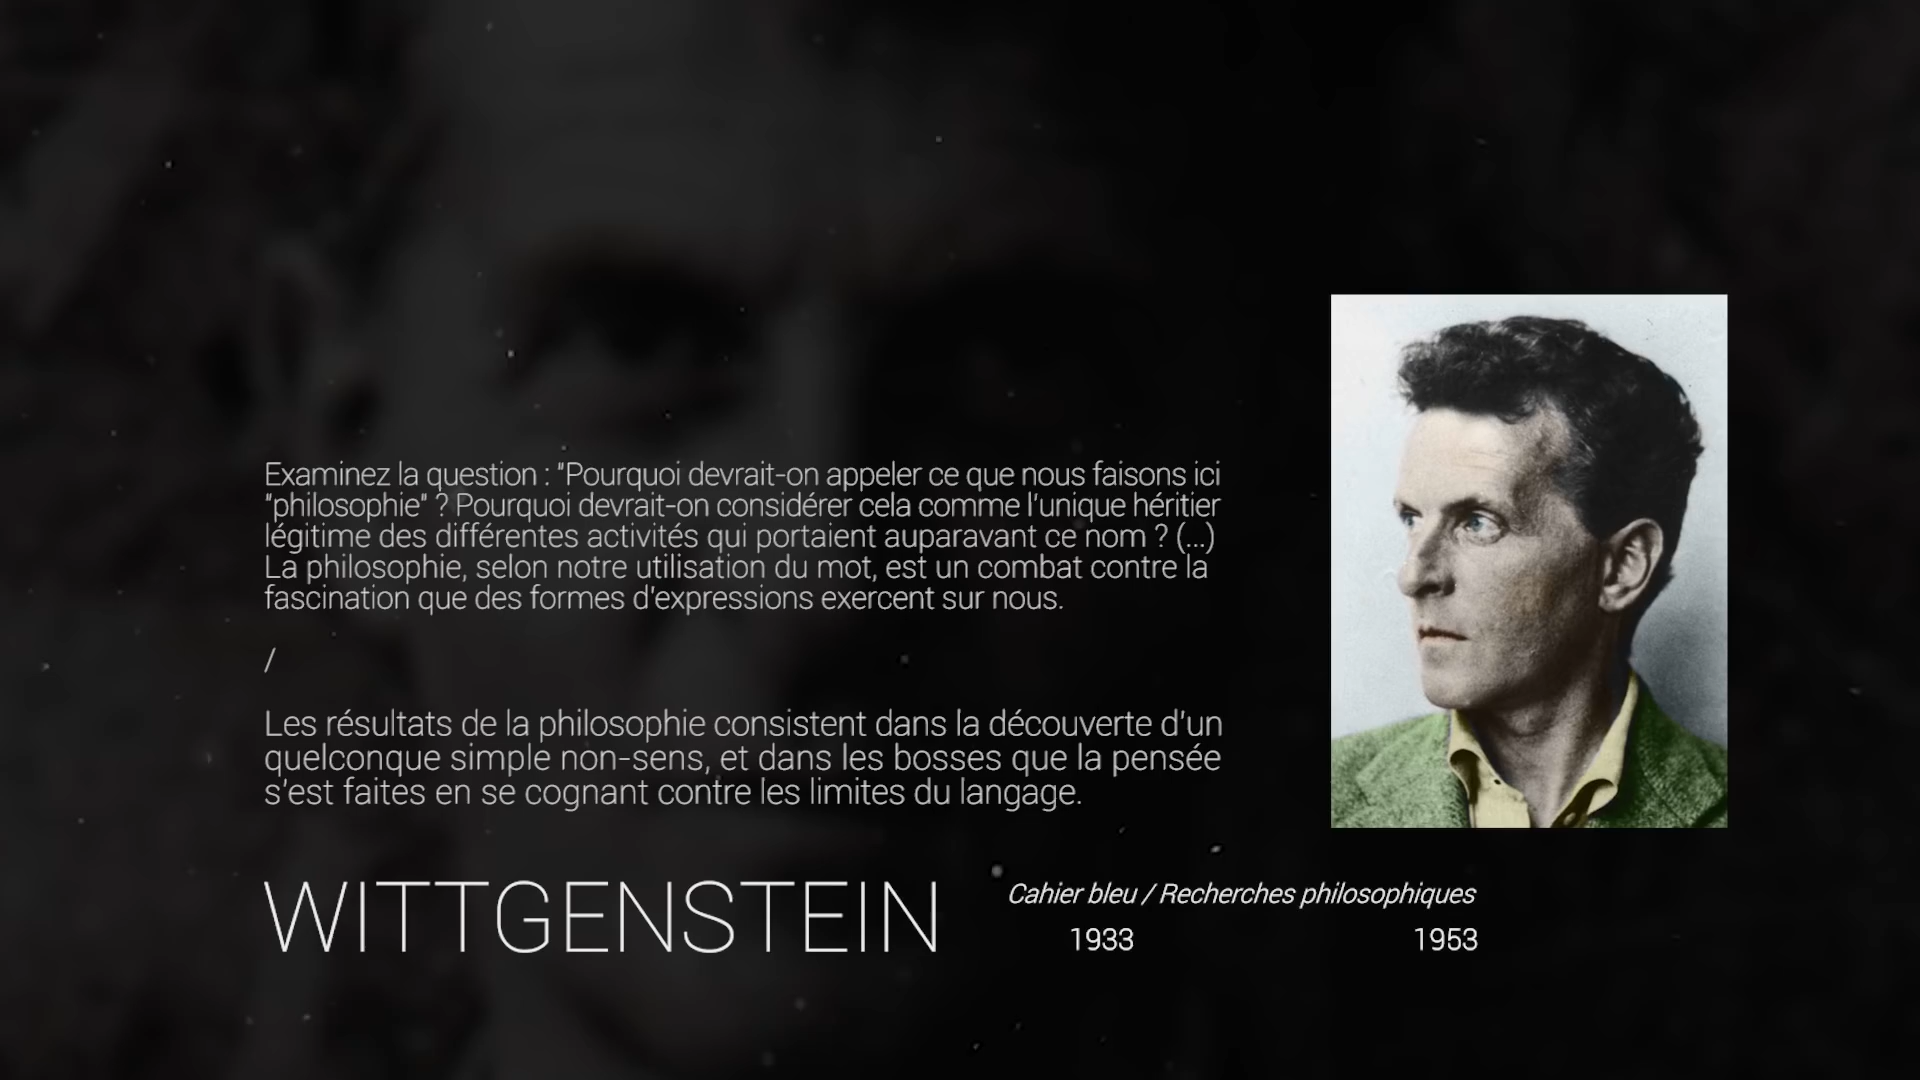 Examinez la question : "Pourquoi devrait-on appeler ce que nous faisons ici
"philosophie" ? Pourquoi devrait-on considérer cela comme l'unique héritier
légitime des différentes activités qui portaient auparavant ce nom ? (...)
La philosophie, selon notre utilisation du mot, est un combat contre la
fascination que des formes d'expressions exercent sur nous.
/
Les résultats de la philosophie consistent dans la découverte d'un
quelconque simple non-sens, et dans les bosses que la pensée
s'est faites en se cognant contre les limites du langage.
WITTGENSTEIN
Cahier bleu / Recherches philosophiques
1933 1953